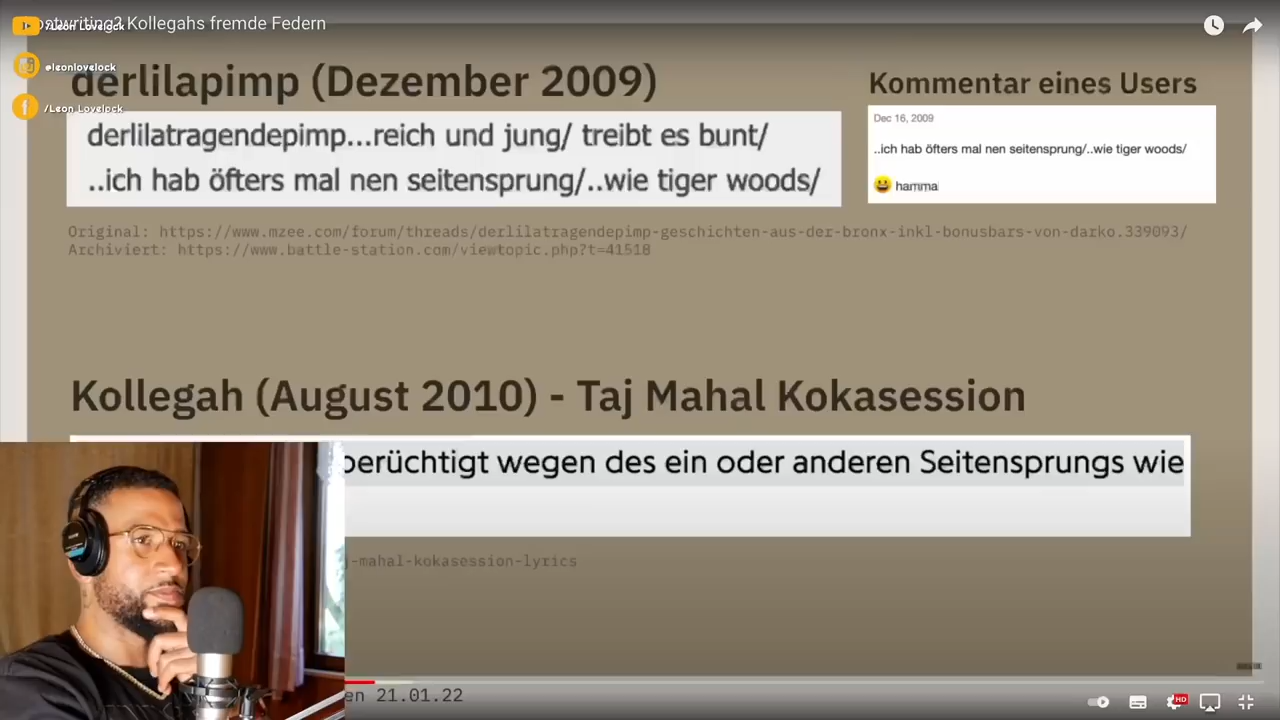 Kollegahs fremde Federn
/Leon Lovelock
@leonlovelock
/Leon Lovelock
derlilapimp (Dezember 2009)
derlilatragendepimp...reich und jung/ treibt es bunt/
..ich hab öfters mal nen seitensprung/..wie tiger woods/
Kommentar eines Users
Dec 16, 2009
..ich hab öfters mal nen seitensprung/..wie tiger woods/
😀 hamma
Original: https://www.mzee.com/forum/threads/derlilatragendepimp-geschichten-aus-der-bronx-inkl-bonusbars-von-darko.339093/
Archiviert: https://www.battle-station.com/viewtopic.php?t=41518
Kollegah (August 2010) - Taj Mahal Kokasession
berüchtigt wegen des ein oder anderen Seitensprungs wie
j-mahal-kokasession-lyrics
en 21.01.22
HD